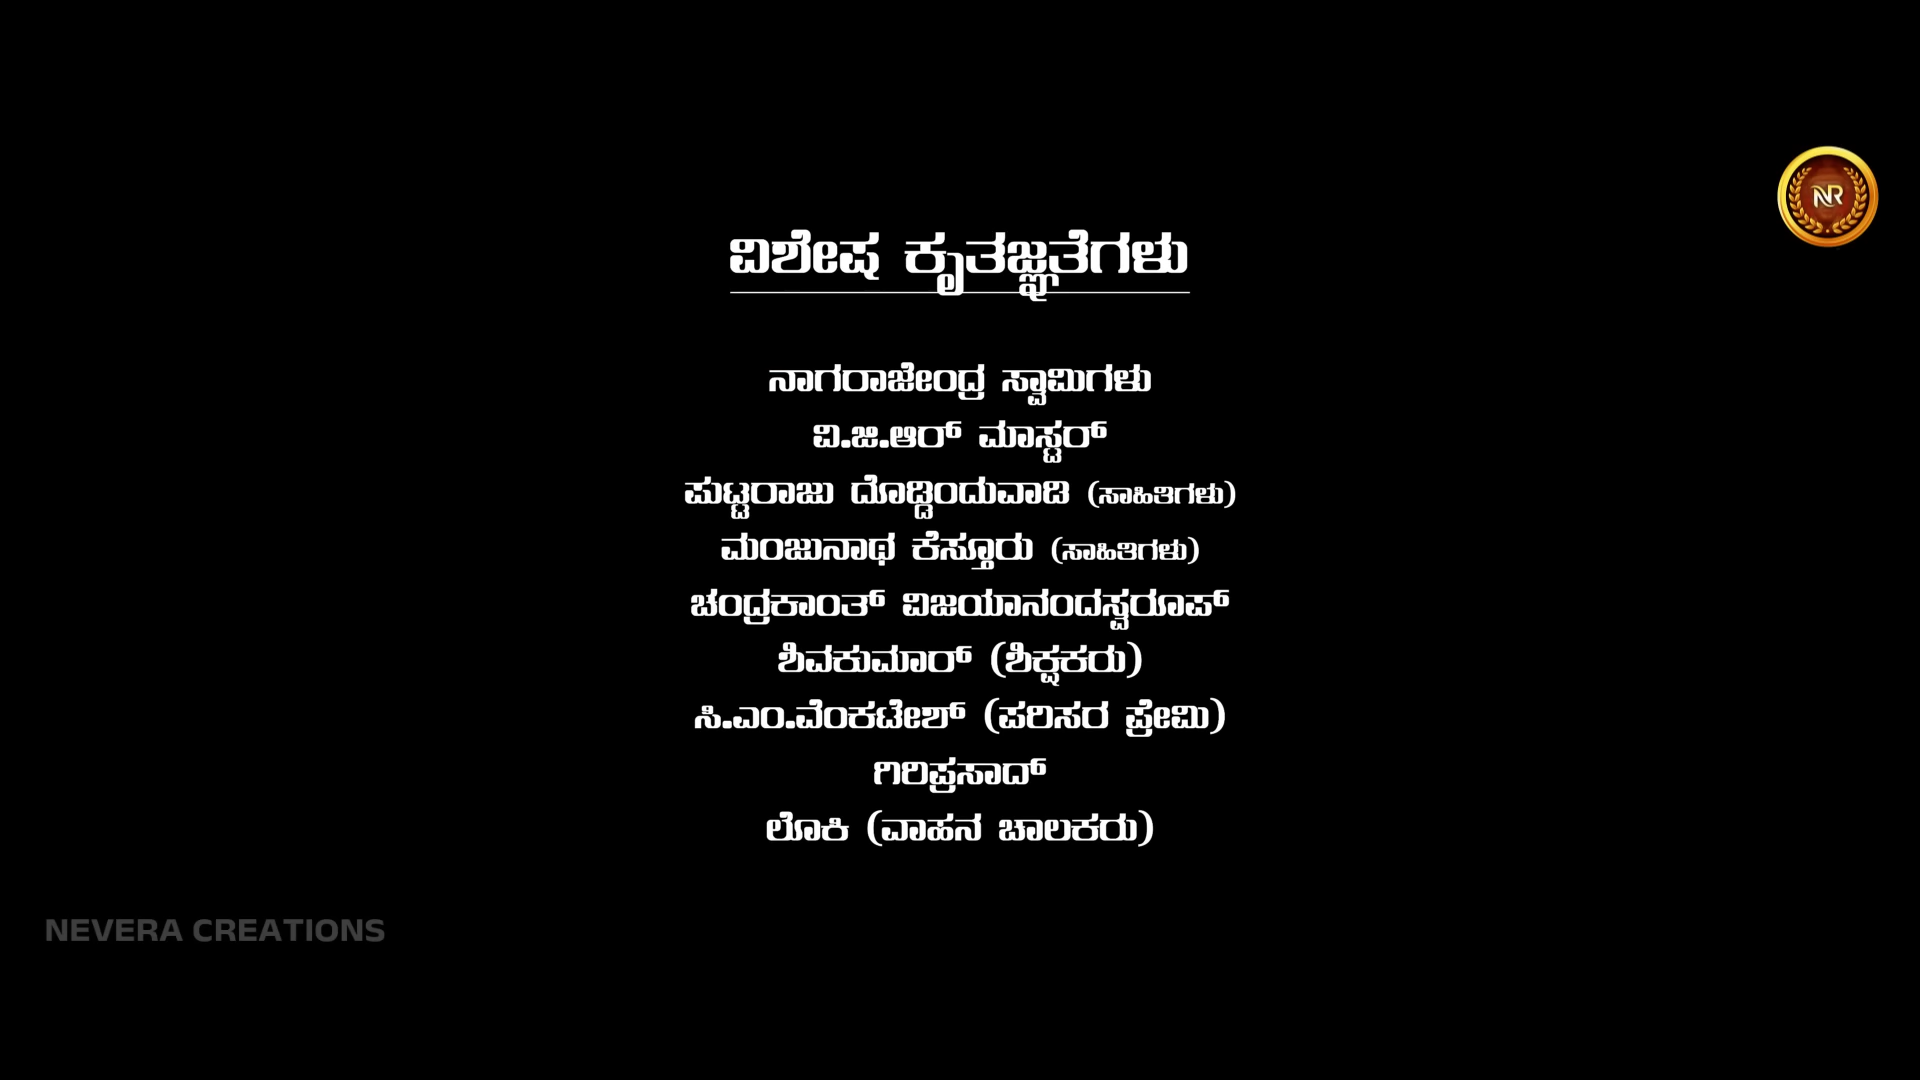 ವಿಶೇಷ ಕೃತಜ್ಞತೆಗಳು
NR
ನಾಗರಾಜೇಂದ್ರ ಸ್ವಾಮಿಗಳು
ವಿ.ಜಿ.ಆರ್ ಮಾಸ್ಟರ್
ಪುಟ್ಟರಾಜು ದೊಡ್ಡಿಂದುವಾಡಿ (ಸಾಹಿತಿಗಳು)
ಮಂಜುನಾಥ ಕೆಸ್ತೂರು (ಸಾಹಿತಿಗಳು)
ಚಂದ್ರಕಾಂತ್ ವಿಜಯಾನಂದಸ್ವರೂಪ್
ಶಿವಕುಮಾರ್ (ಶಿಕ್ಷಕರು)
ಸಿ.ಎಂ.ವೆಂಕಟೇಶ್ (ಪರಿಸರ ಪ್ರೇಮಿ)
ಗಿರಿಪ್ರಸಾದ್
ಲೊಕಿ (ವಾಹನ ಚಾಲಕರು)
NEVERA CREATIONS